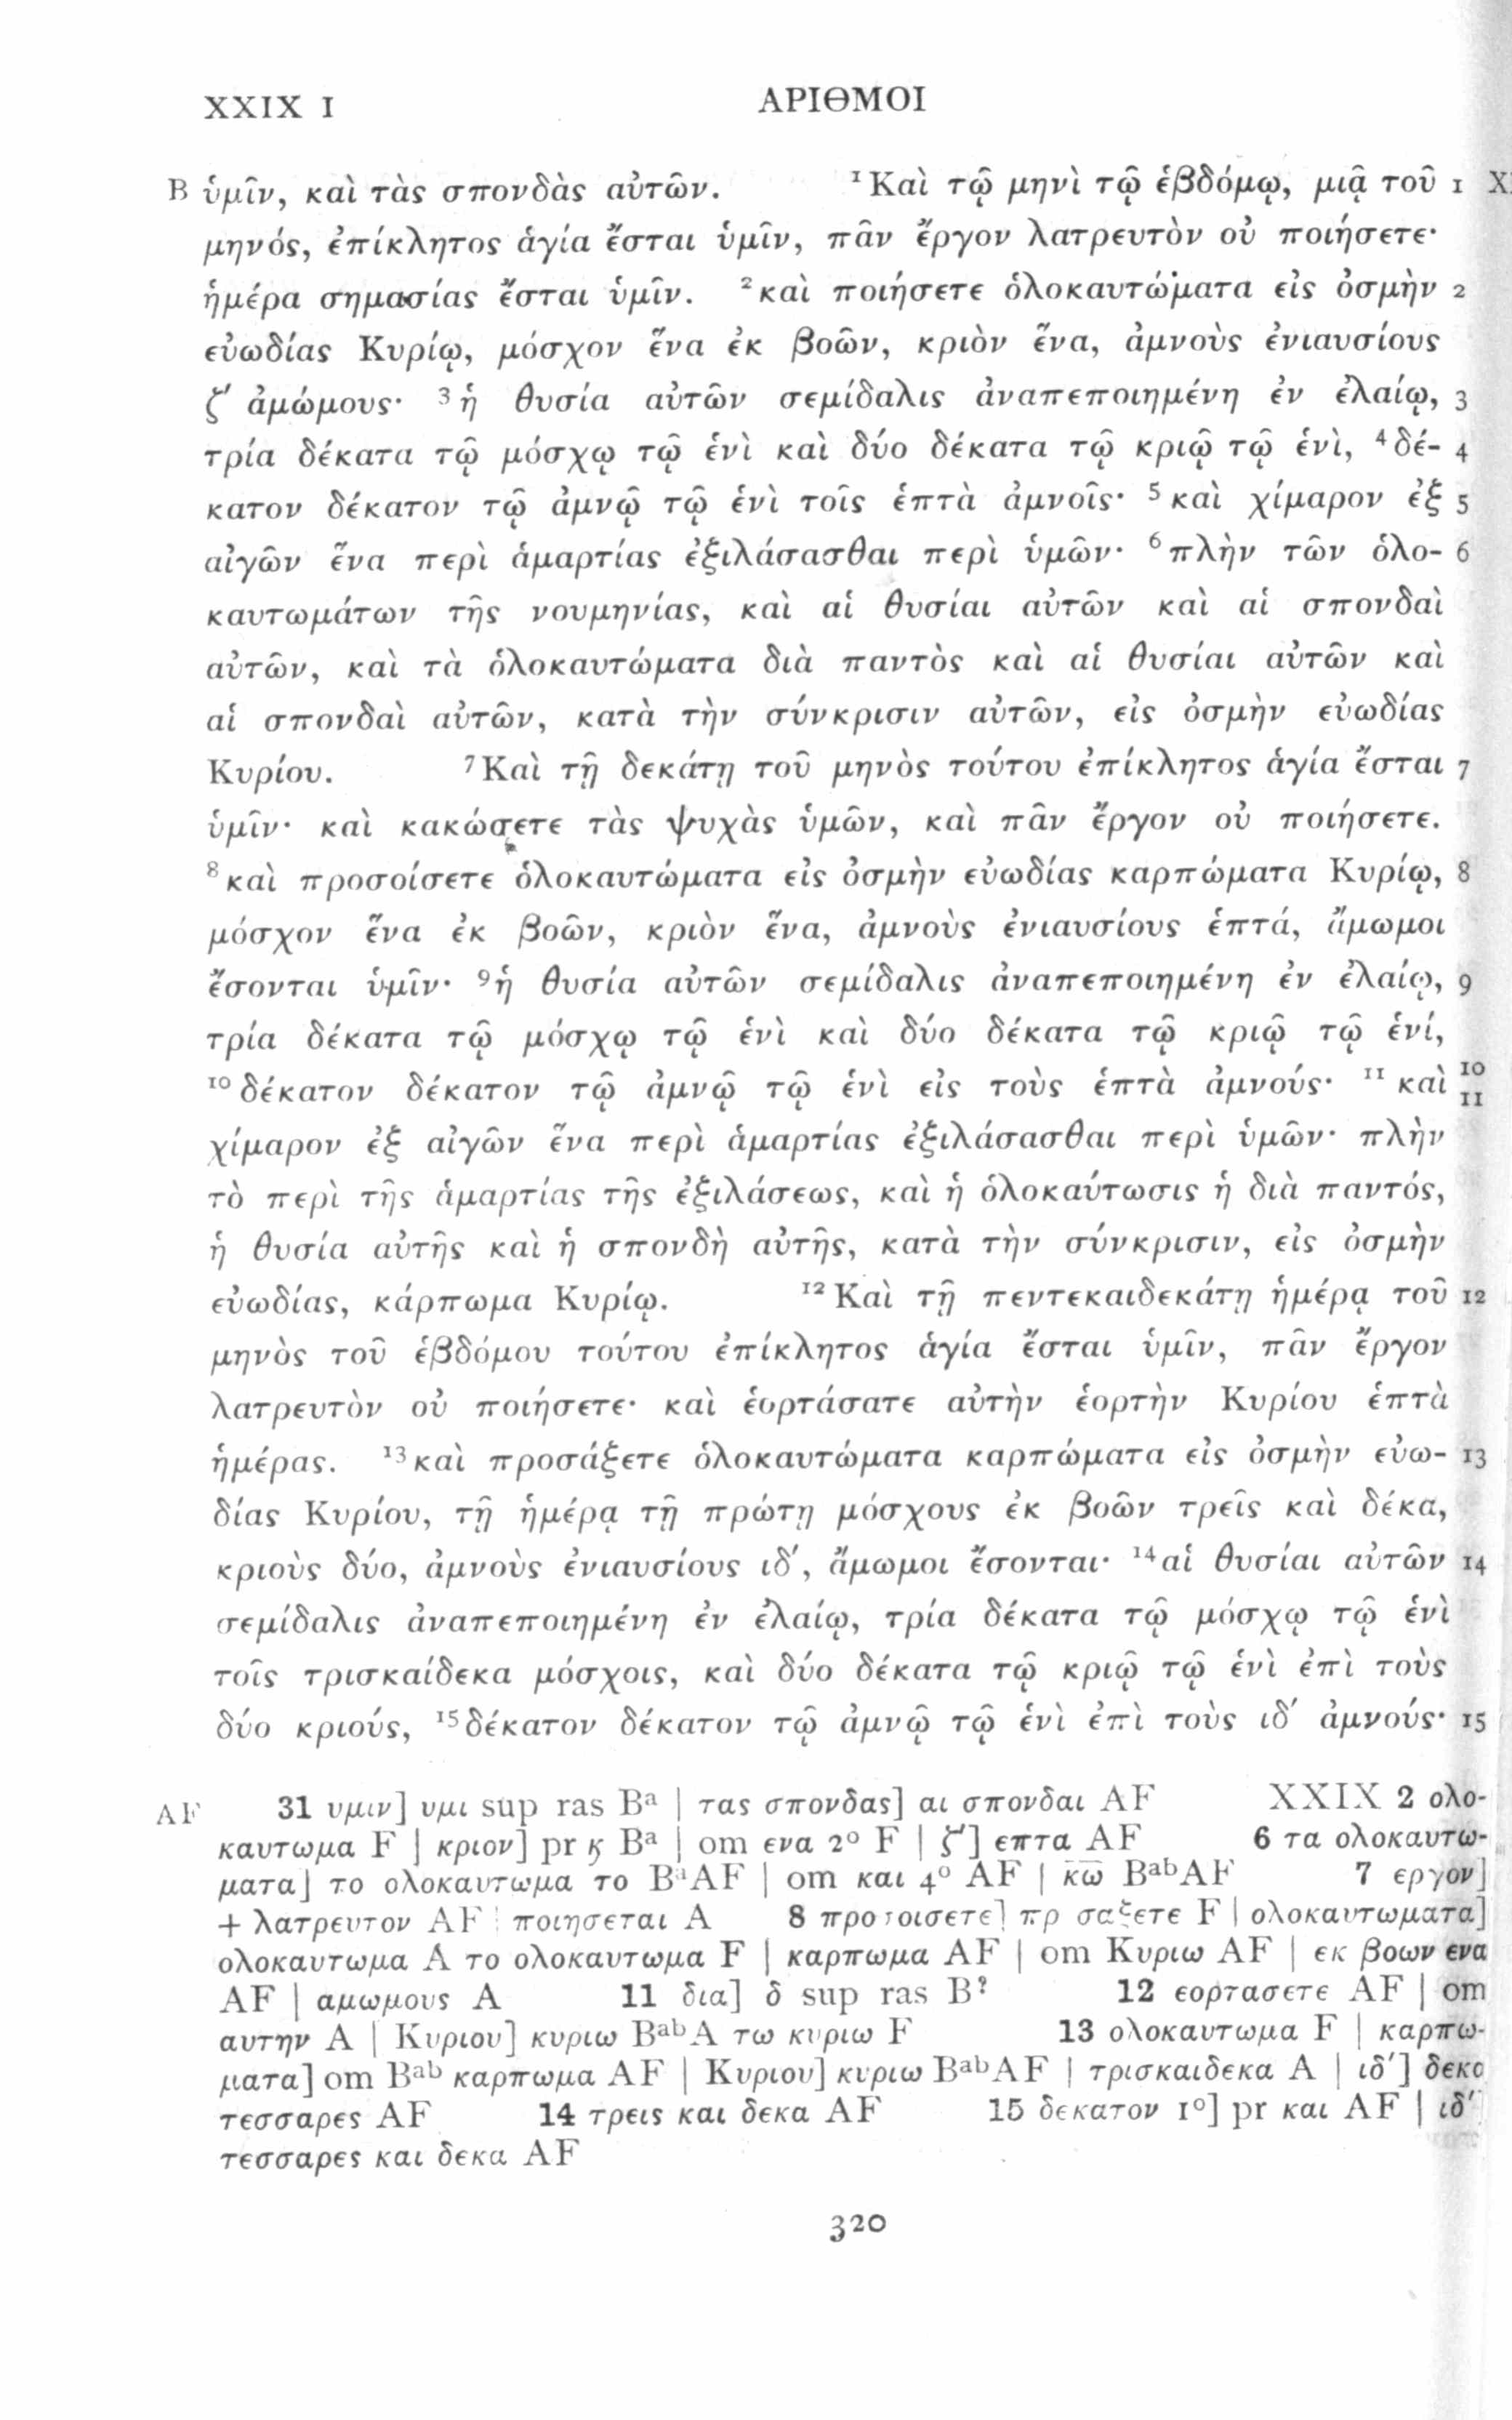 XXIX 1 ΑΡΙΘΜΟΙ
B ὑμῖν, καὶ τὰς σπονδὰς αὐτῶν. ¹Καὶ τῷ μηνὶ τῷ ἑβδόμῳ, μιᾷ τοῦ 1 X
μηνός, ἐπίκλητος ἁγία ἔσται ὑμῖν, πᾶν ἔργον λατρευτὸν οὐ ποιήσετε·
ἡμέρα σημασίας ἔσται ὑμῖν. ²καὶ ποιήσετε ὁλοκαυτώματα εἰς ὀσμὴν 2
εὐωδίας Κυρίῳ, μόσχον ἕνα ἐκ βοῶν, κριὸν ἕνα, ἀμνοὺς ἐνιαυσίους
ζ´ ἀμώμους· ³ἡ θυσία αὐτῶν σεμίδαλις ἀναπεποιημένη ἐν ἐλαίῳ, 3
τρία δέκατα τῷ μόσχῳ τῷ ἑνὶ καὶ δύο δέκατα τῷ κριῷ τῷ ἑνὶ, ⁴δέ- 4
κατον δέκατον τῷ ἀμνῷ τῷ ἑνὶ τοῖς ἑπτὰ ἀμνοῖς· ⁵καὶ χίμαρον ἐξ 5
αἰγῶν ἕνα περὶ ἁμαρτίας ἐξιλάσασθαι περὶ ὑμῶν· ⁶πλὴν τῶν ὁλο- 6
καυτωμάτων τῆς νουμηνίας, καὶ αἱ θυσίαι αὐτῶν καὶ αἱ σπονδαὶ
αὐτῶν, καὶ τὰ ὁλοκαυτώματα διὰ παντὸς καὶ αἱ θυσίαι αὐτῶν καὶ
αἱ σπονδαὶ αὐτῶν, κατὰ τὴν σύνκρισιν αὐτῶν, εἰς ὀσμὴν εὐωδίας
Κυρίου. ⁷Καὶ τῇ δεκάτῃ τοῦ μηνὸς τούτου ἐπίκλητος ἁγία ἔσται 7
ὑμῖν· καὶ κακώσετε τὰς ψυχὰς ὑμῶν, καὶ πᾶν ἔργον οὐ ποιήσετε.
⁸καὶ προσοίσετε ὁλοκαυτώματα εἰς ὀσμὴν εὐωδίας καρπώματα Κυρίῳ, 8
μόσχον ἕνα ἐκ βοῶν, κριὸν ἕνα, ἀμνοὺς ἐνιαυσίους ἑπτά, ἄμωμοι
ἔσονται ὑμῖν· ⁹ἡ θυσία αὐτῶν σεμίδαλις ἀναπεποιημένη ἐν ἐλαίῳ, 9
τρία δέκατα τῷ μόσχῳ τῷ ἑνὶ καὶ δύο δέκατα τῷ κριῷ τῷ ἑνί,
¹⁰δέκατον δέκατον τῷ ἀμνῷ τῷ ἑνὶ εἰς τοὺς ἑπτὰ ἀμνούς· ¹¹καὶ 10 11
χίμαρον ἐξ αἰγῶν ἕνα περὶ ἁμαρτίας ἐξιλάσασθαι περὶ ὑμῶν· πλὴν
τὸ περὶ τῆς ἁμαρτίας τῆς ἐξιλάσεως, καὶ ἡ ὁλοκαύτωσις ἡ διὰ παντός,
ἡ θυσία αὐτῆς καὶ ἡ σπονδὴ αὐτῆς, κατὰ τὴν σύνκρισιν, εἰς ὀσμὴν
εὐωδίας, κάρπωμα Κυρίῳ. ¹²Καὶ τῇ πεντεκαιδεκάτῃ ἡμέρᾳ τοῦ 12
μηνὸς τοῦ ἑβδόμου τούτου ἐπίκλητος ἁγία ἔσται ὑμῖν, πᾶν ἔργον
λατρευτὸν οὐ ποιήσετε· καὶ ἑορτάσατε αὐτὴν ἑορτὴν Κυρίου ἑπτὰ
ἡμέρας. ¹³καὶ προσάξετε ὁλοκαυτώματα καρπώματα εἰς ὀσμὴν εὐω- 13
δίας Κυρίου, τῇ ἡμέρᾳ τῇ πρώτῃ μόσχους ἐκ βοῶν τρεῖς καὶ δέκα,
κριοὺς δύο, ἀμνοὺς ἐνιαυσίους ιδ´, ἄμωμοι ἔσονται· ¹⁴αἱ θυσίαι αὐτῶν 14
σεμίδαλις ἀναπεποιημένη ἐν ἐλαίῳ, τρία δέκατα τῷ μόσχῳ τῷ ἑνὶ
τοῖς τρισκαίδεκα μόσχοις, καὶ δύο δέκατα τῷ κριῷ τῷ ἑνὶ ἐπὶ τοὺς
δύο κριούς, ¹⁵δέκατον δέκατον τῷ ἀμνῷ τῷ ἑνὶ ἐπὶ τοὺς ιδ´ ἀμνούς· 15
AF 31 υμιν] υμι sup ras Bᵃ | τας σπονδας] αι σπονδαι AF XXIX 2 ολο-
καυτωμα F | κριον] pr ϗ Bᵃ | om ενα 2⁰ F | ζ´] επτα AF 6 τα ολοκαυτω-
ματα] το ολοκαυτωμα το BᵃAF | om και 4⁰ AF | κ̅ω̅ BᵃᵇAF 7 εργον]
+ λατρευτον AF | ποιησεται A 8 προσοισετε] πρ σαξετε F | ολοκαυτωματα]
ολοκαυτωμα A το ολοκαυτωμα F | καρπωμα AF | om Κυριω AF | εκ βοων ενα
AF | αμωμους A 11 δια] δ sup ras B? 12 εορτασετε AF | om
αυτην A | Κυριου] κυριω BᵃᵇA τω κυριω F 13 ολοκαυτωμα F | καρπω-
ματα] om Bᵃᵇ καρπωμα AF | Κυριου] κυριω BᵃᵇAF | τρισκαιδεκα A | ιδ´] δεκα
τεσσαρες AF 14 τρεις και δεκα AF 15 δεκατον 1⁰] pr και AF | ιδ´]
τεσσαρες και δεκα AF
320